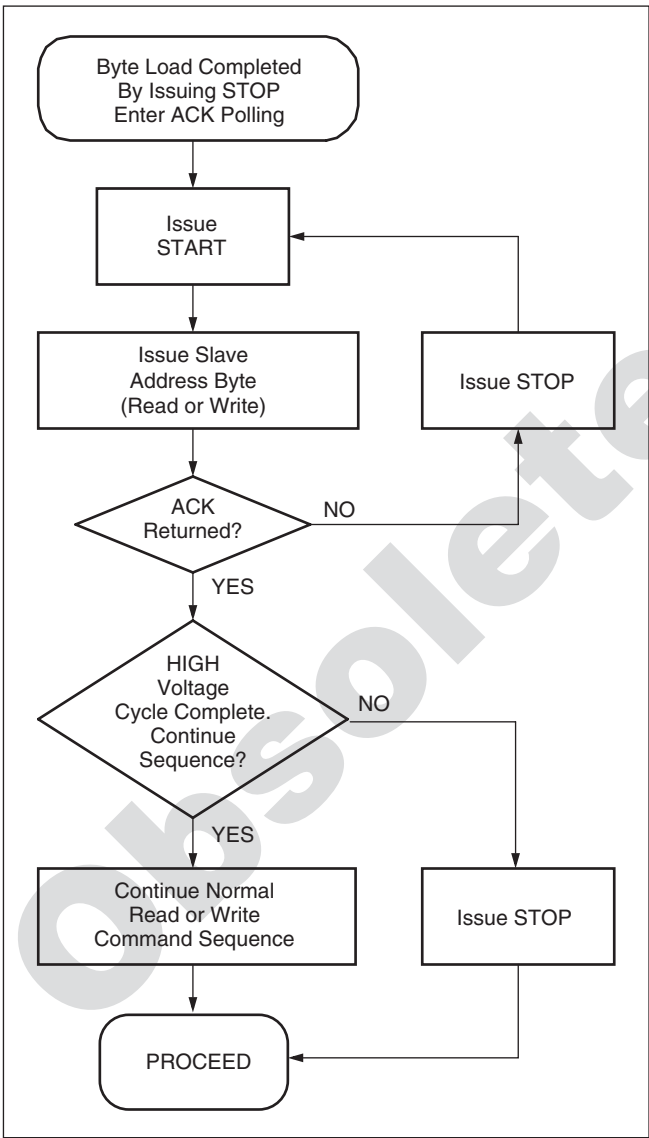 Byte Load Completed
By Issuing STOP
Enter ACK Polling
Issue
START
Issue Slave
Address Byte
(Read or Write)
Issue STOP
ACK
Returned?
NO
YES
HIGH
Voltage
Cycle Complete.
Continue
Sequence?
NO
YES
Continue Normal
Read or Write
Command Sequence
Issue STOP
PROCEED
Obsolete